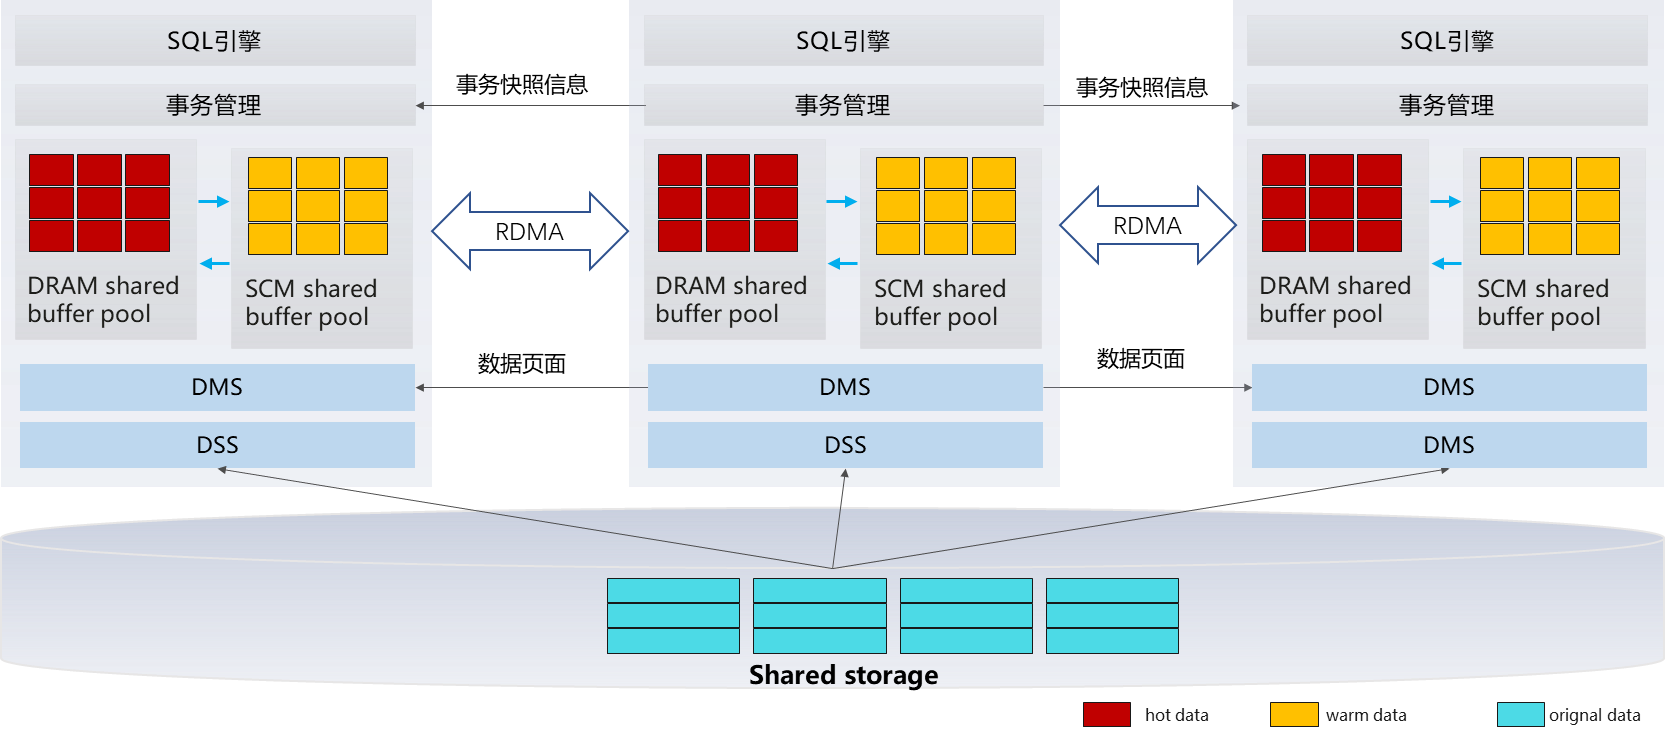 SQL引擎
SQL引擎
SQL引擎
事务快照信息
事务快照信息
事务管理
事务管理
事务管理
DRAM shared
buffer pool
SCM shared
buffer pool
RDMA
DRAM shared
buffer pool
SCM shared
buffer pool
RDMA
DRAM shared
buffer pool
SCM shared
buffer pool
数据页面
数据页面
DMS
DMS
DMS
DSS
DSS
DMS
Shared storage
hot data
warm data
orignal data